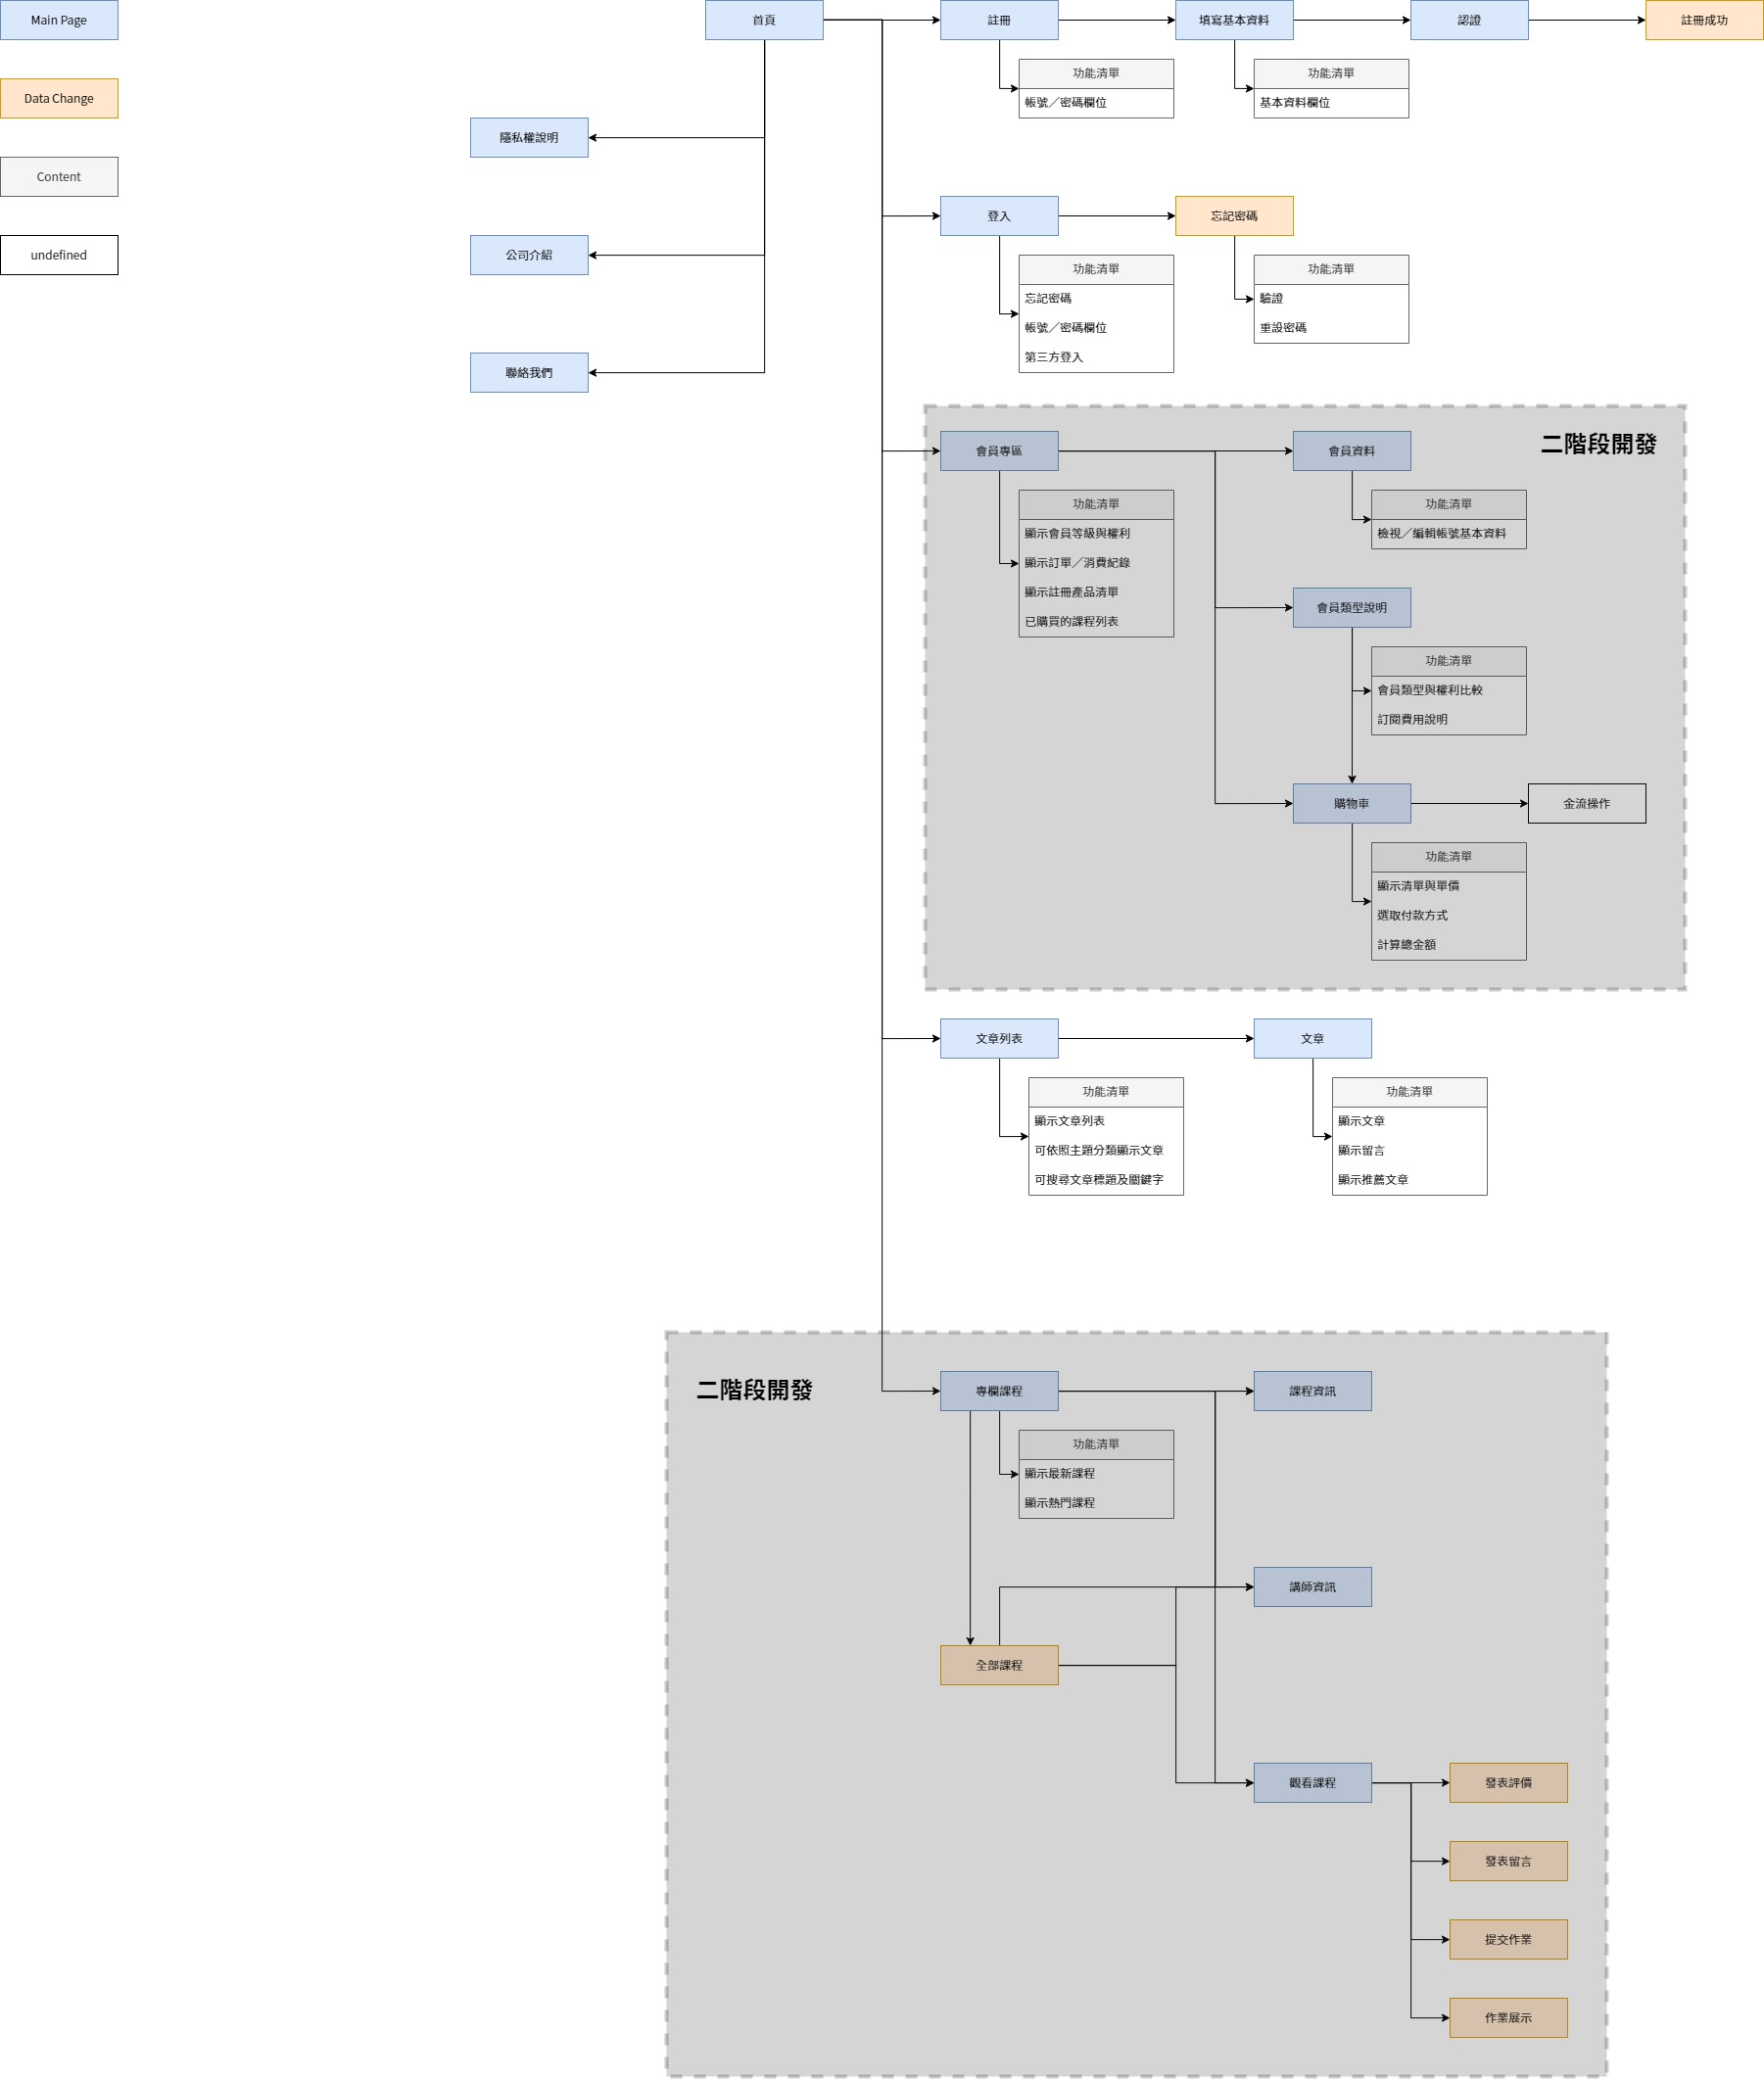 Main Page
Data Change
Content
undefined
首頁
隱私權說明
公司介紹
聯絡我們
註冊
功能清單
帳號／密碼欄位
填寫基本資料
功能清單
基本資料欄位
認證
註冊成功
登入
功能清單
忘記密碼
帳號／密碼欄位
第三方登入
忘記密碼
功能清單
驗證
重設密碼
二階段開發
會員專區
功能清單
顯示會員等級與權利
顯示訂單／消費紀錄
顯示註冊產品清單
已購買的課程列表
會員資料
功能清單
檢視／編輯帳號基本資料
會員類型說明
功能清單
會員類型與權利比較
訂閱費用說明
購物車
功能清單
顯示清單與單價
選取付款方式
計算總金額
金流操作
文章列表
功能清單
顯示文章列表
可依照主題分類顯示文章
可搜尋文章標題及關鍵字
文章
功能清單
顯示文章
顯示留言
顯示推薦文章
二階段開發
專欄課程
功能清單
顯示最新課程
顯示熱門課程
課程資訊
講師資訊
全部課程
觀看課程
發表評價
發表留言
提交作業
作業展示